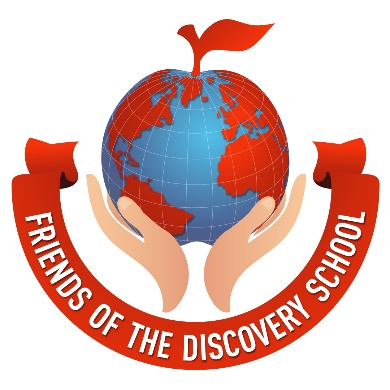 FRIENDS OF THE DISCOVERY SCHOOL